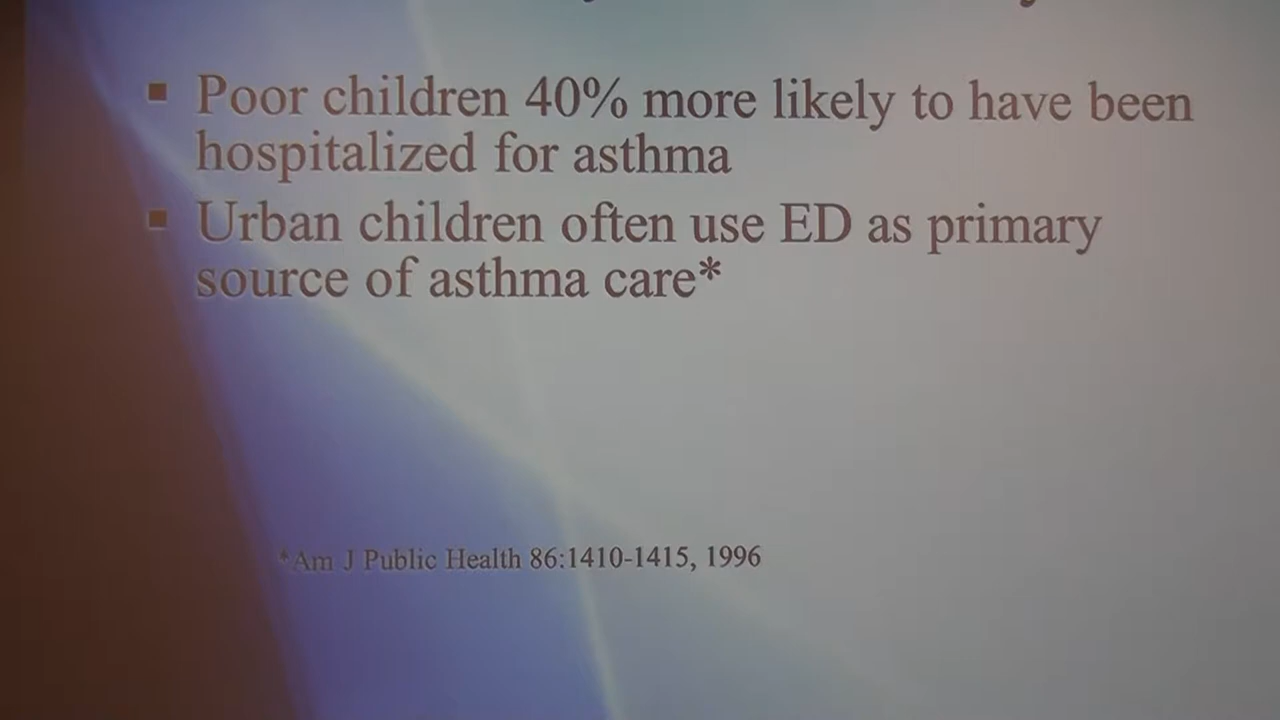 ▪ Poor children 40% more likely to have been
hospitalized for asthma
▪ Urban children often use ED as primary
source of asthma care*
*Am J Public Health 86:1410-1415, 1996